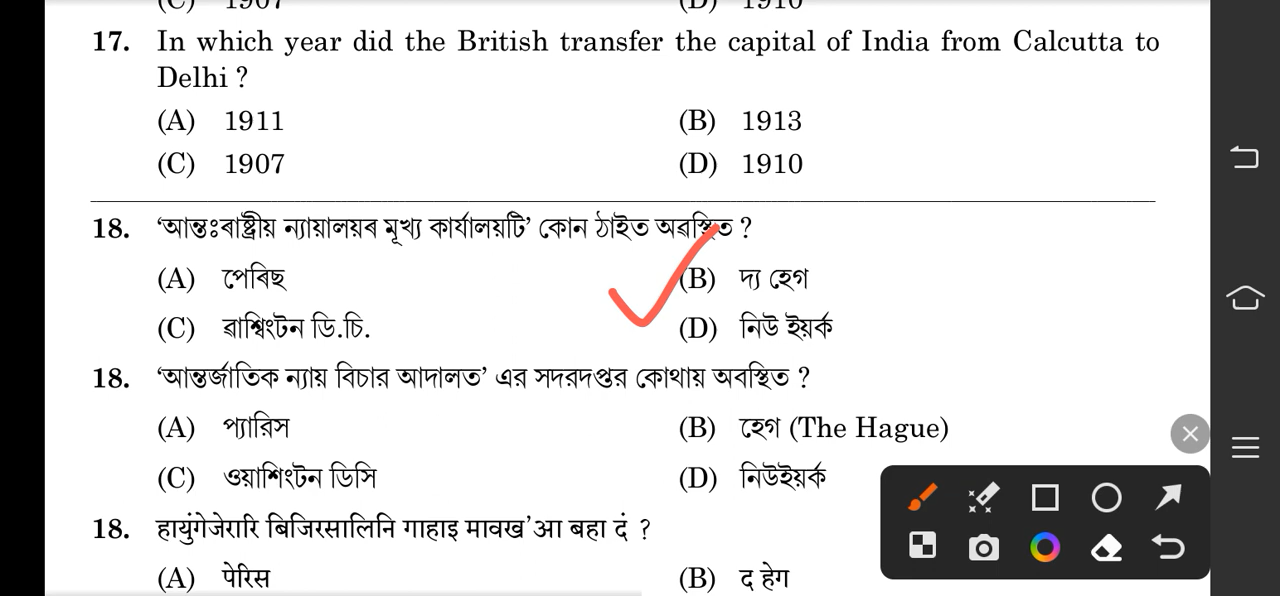 (C) 1907 (D) 1910
17. In which year did the British transfer the capital of India from Calcutta to
Delhi ?
(A) 1911 (B) 1913
(C) 1907 (D) 1910
18. ‘আন্তঃৰাষ্ট্ৰীয় ন্যায়ালয়ৰ মূখ্য কাৰ্যালয়টি’ কোন ঠাইত অৱস্থিত ?
(A) পেৰিছ (B) দ্য হেগ
(C) ৱাশ্বিংটন ডি.চি. (D) নিউ ইয়ৰ্ক
18. ‘আন্তর্জাতিক ন্যায় বিচার আদালত’ এর সদরদপ্তর কোথায় অবস্থিত ?
(A) প্যারিস (B) হেগ (The Hague)
(C) ওয়াশিংটন ডিসি (D) নিউইয়র্ক
18. हायुंगेजेरारि बिजिरसालिनि गाहाइ मावख’आ बहा दं ?
(A) पेरिस (B) द हेग